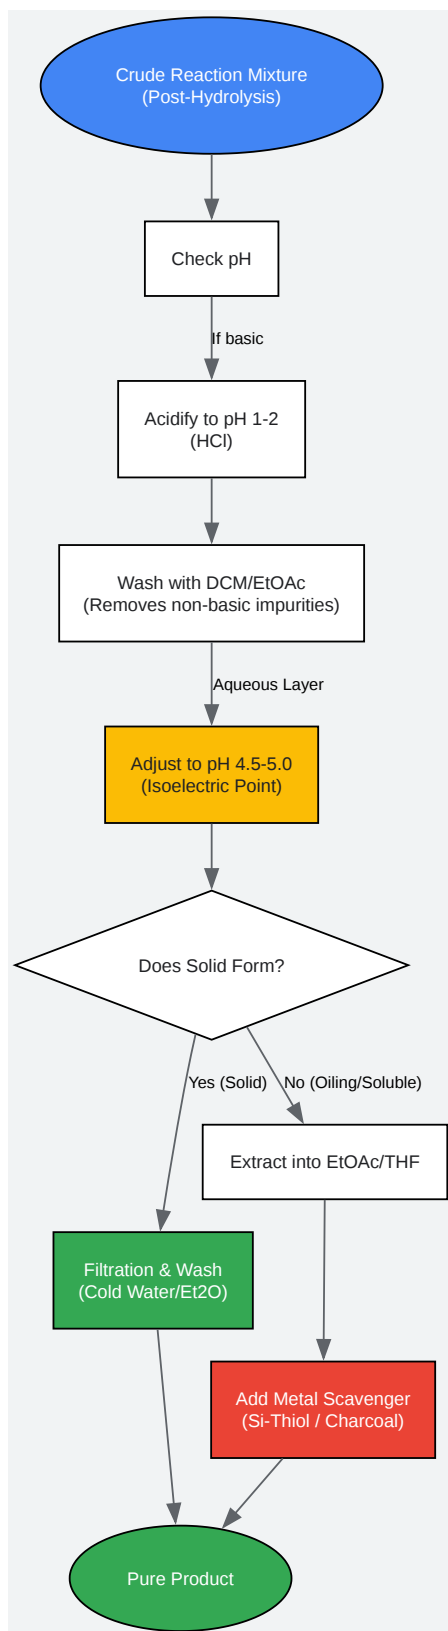 Crude Reaction Mixture
(Post-Hydrolysis)
Check pH
If basic
Acidify to pH 1-2
(HCl)
Wash with DCM/EtOAc
(Removes non-basic impurities)
Aqueous Layer
Adjust to pH 4.5-5.0
(Isoelectric Point)
Does Solid Form?
Yes (Solid)
No (Oiling/Soluble)
Extract into EtOAc/THF
Filtration & Wash
(Cold Water/Et2O)
Add Metal Scavenger
(Si-Thiol / Charcoal)
Pure Product